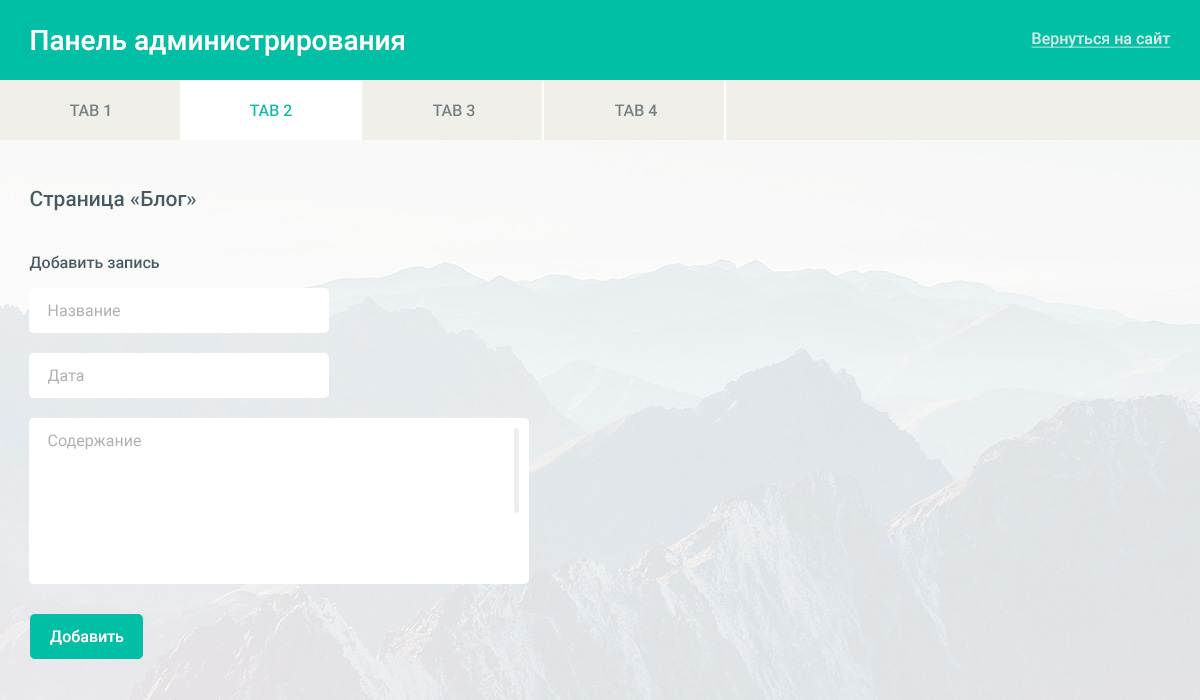 Панель администрирования
Вернуться на сайт
TAB 1
TAB 2
TAB 3
TAB 4
Страница «Блог»
Добавить запись
Название
Дата
Содержание
Добавить